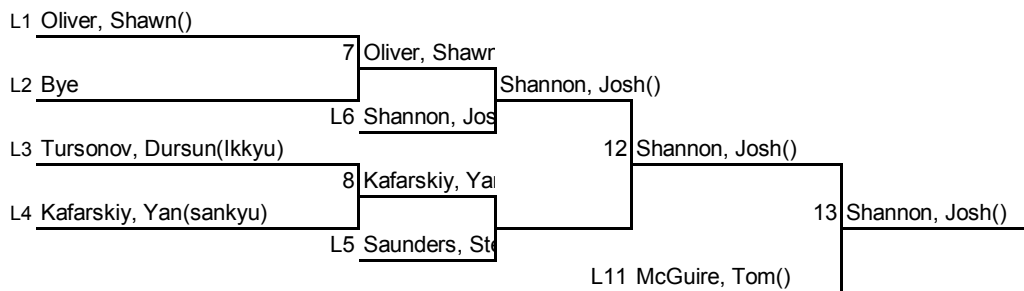 L1 Oliver, Shawn()
7 Oliver, Shawn
L2 Bye
Shannon, Josh()
L6 Shannon, Jos
L3 Tursonov, Dursun(Ikkyu)
12 Shannon, Josh()
8 Kafarskiy, Yan
L4 Kafarskiy, Yan(sankyu)
13 Shannon, Josh()
L5 Saunders, Ste
L11 McGuire, Tom()